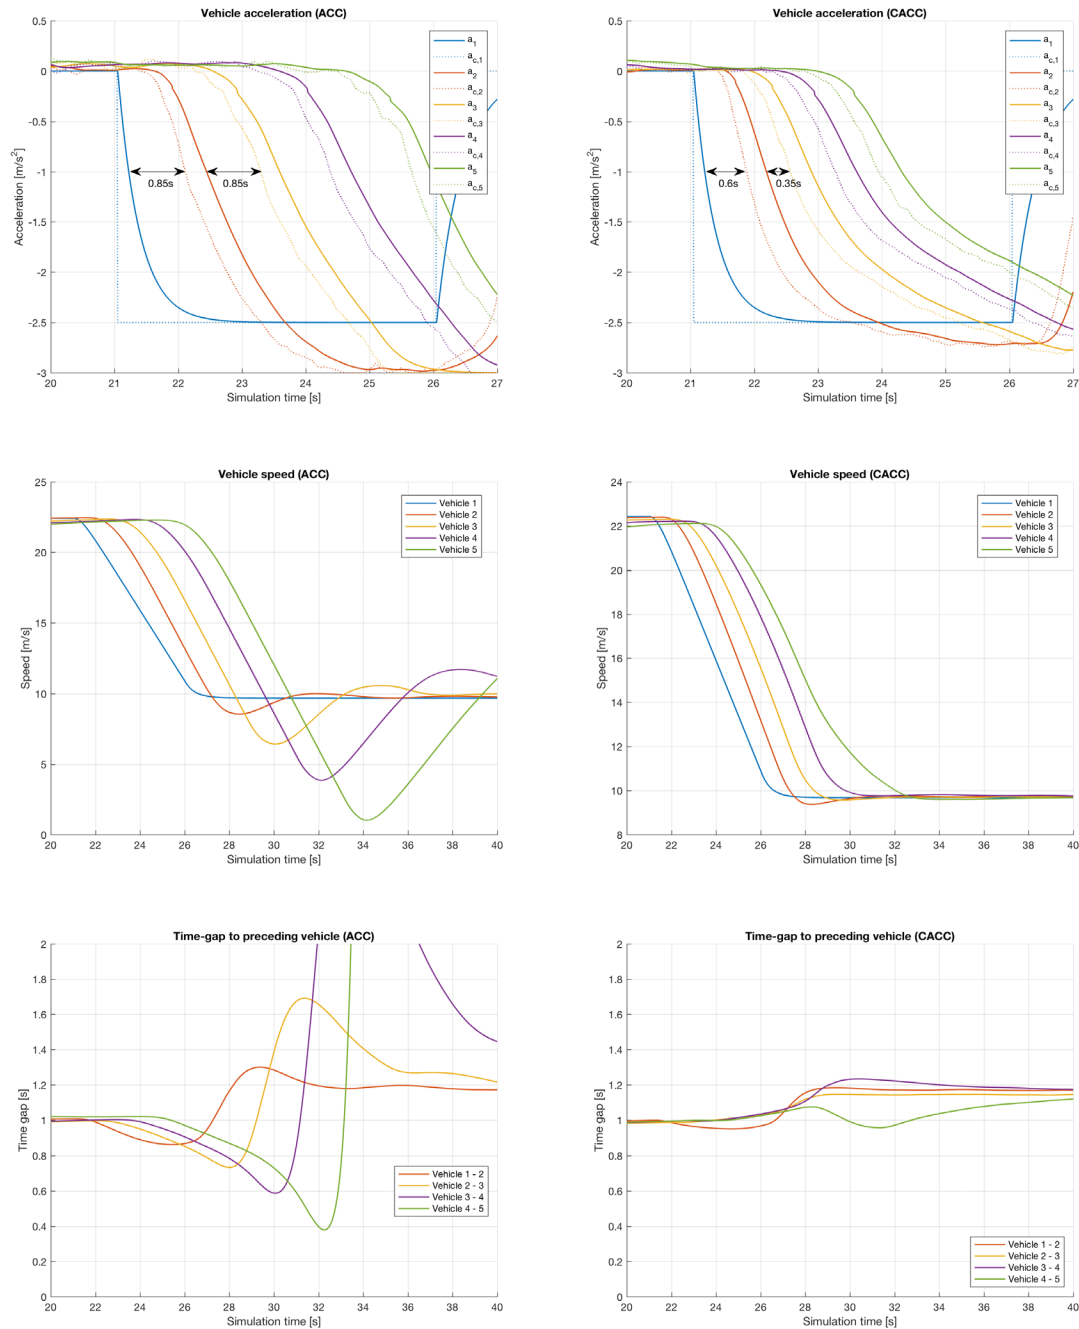 Vehicle acceleration (ACC)
0.5
0
-0.5
-1
-1.5
-2
-2.5
-3
Acceleration [m/s²]
20 21 22 23 24 25 26 27
Simulation time [s]
0.85s
0.85s
a1
ac,1
a2
ac,2
a3
ac,3
a4
ac,4
a5
ac,5
Vehicle acceleration (CACC)
0.5
0
-0.5
-1
-1.5
-2
-2.5
-3
Acceleration [m/s²]
20 21 22 23 24 25 26 27
Simulation time [s]
0.6s
0.35s
a1
ac,1
a2
ac,2
a3
ac,3
a4
ac,4
a5
ac,5
Vehicle speed (ACC)
25
20
15
10
5
0
Speed [m/s]
20 22 24 26 28 30 32 34 36 38 40
Simulation time [s]
Vehicle 1
Vehicle 2
Vehicle 3
Vehicle 4
Vehicle 5
Vehicle speed (CACC)
24
22
20
18
16
14
12
10
8
Speed [m/s]
20 22 24 26 28 30 32 34 36 38 40
Simulation time [s]
Vehicle 1
Vehicle 2
Vehicle 3
Vehicle 4
Vehicle 5
Time-gap to preceding vehicle (ACC)
2
1.8
1.6
1.4
1.2
1
0.8
0.6
0.4
0.2
0
Time gap [s]
20 22 24 26 28 30 32 34 36 38 40
Simulation time [s]
Vehicle 1 - 2
Vehicle 2 - 3
Vehicle 3 - 4
Vehicle 4 - 5
Time-gap to preceding vehicle (CACC)
2
1.8
1.6
1.4
1.2
1
0.8
0.6
0.4
0.2
0
Time gap [s]
20 22 24 26 28 30 32 34 36 38 40
Simulation time [s]
Vehicle 1 - 2
Vehicle 2 - 3
Vehicle 3 - 4
Vehicle 4 - 5